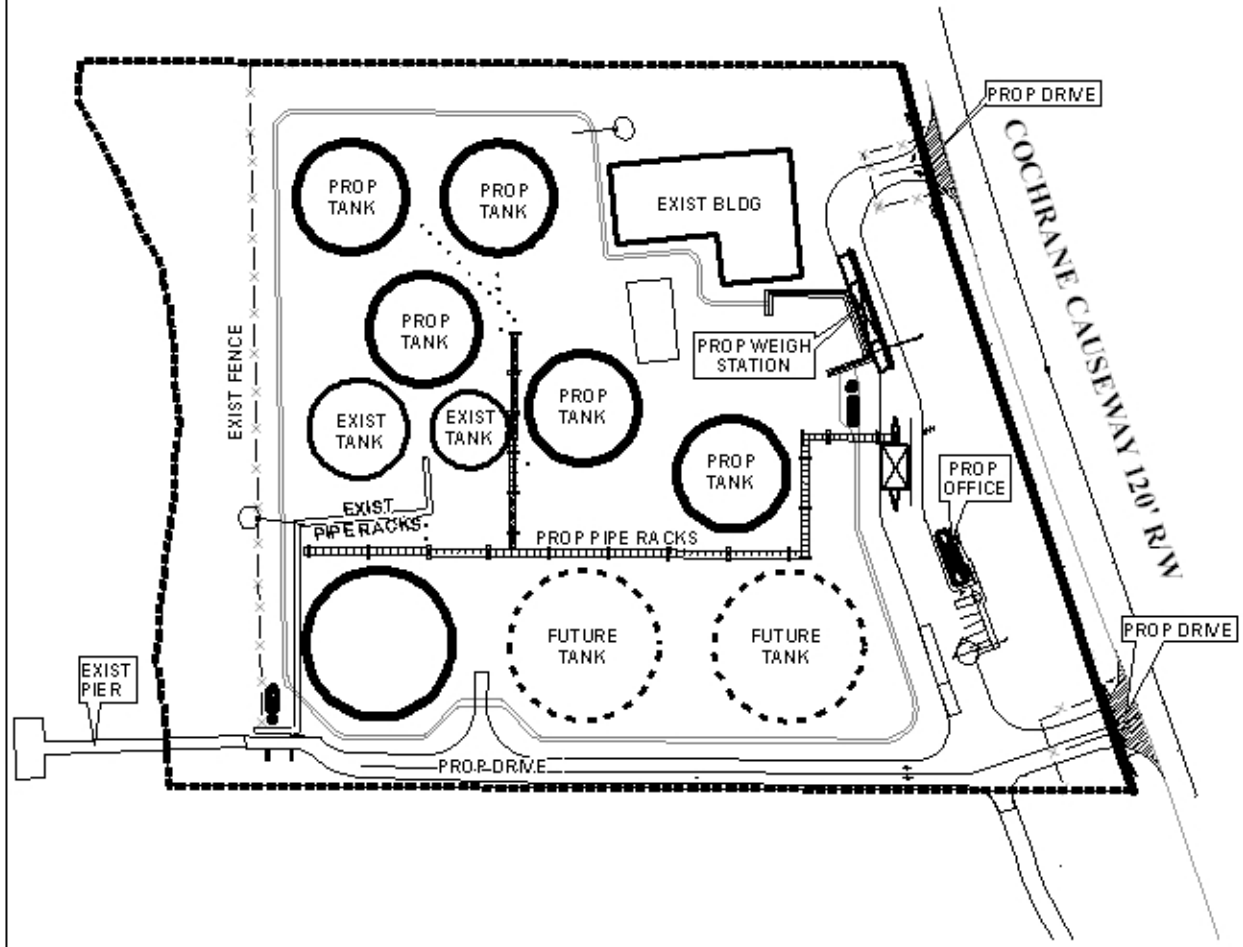 PROP DRIVE
COCHRANE CAUSEWAY 120' R/W
PROP
TANK
PROP
TANK
EXIST BLDG
PROP
TANK
EXIST FENCE
PROP WEIGH
STATION
PROP
TANK
EXIST
TANK
EXIST
TANK
PROP
TANK
PROP
OFFICE
EXIST
PIPE RACKS
PROP PIPE RACKS
FUTURE
TANK
FUTURE
TANK
PROP DRIVE
EXIST
PIER
PROP DRIVE